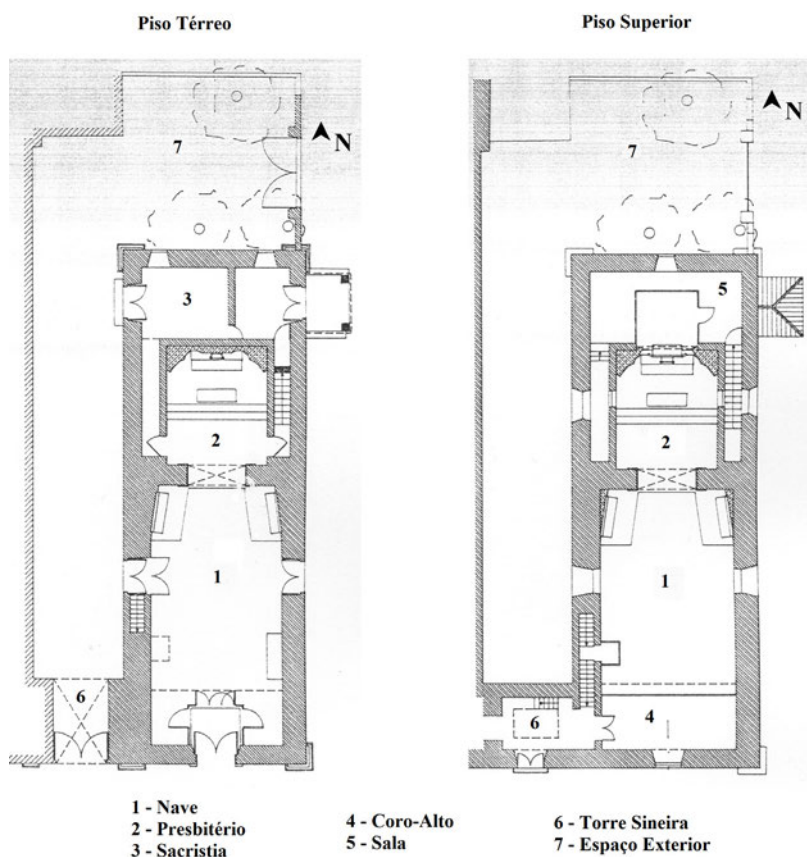 Piso Térreo
Piso Superior
N
N
7
7
3
5
2
2
1
1
6
6
4
1 - Nave
2 - Presbitério
3 - Sacristia
4 - Coro-Alto
5 - Sala
6 - Torre Sineira
7 - Espaço Exterior